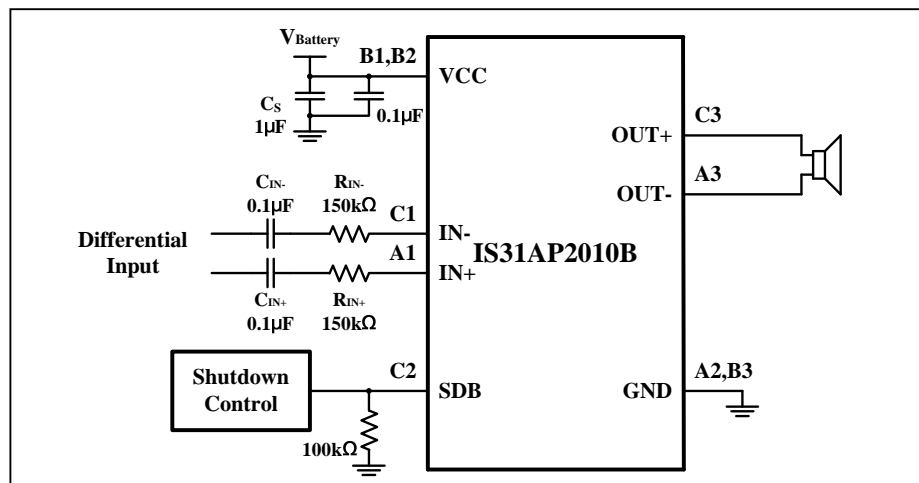 VBattery
B1,B2
VCC
CS
1μF
0.1μF
OUT+
C3
OUT-
A3
CIN-
0.1μF
RIN-
150kΩ
C1
IN-
Differential
Input
IS31AP2010B
A1
IN+
CIN+
0.1μF
RIN+
150kΩ
Shutdown
Control
C2
SDB
GND
A2,B3
100kΩ